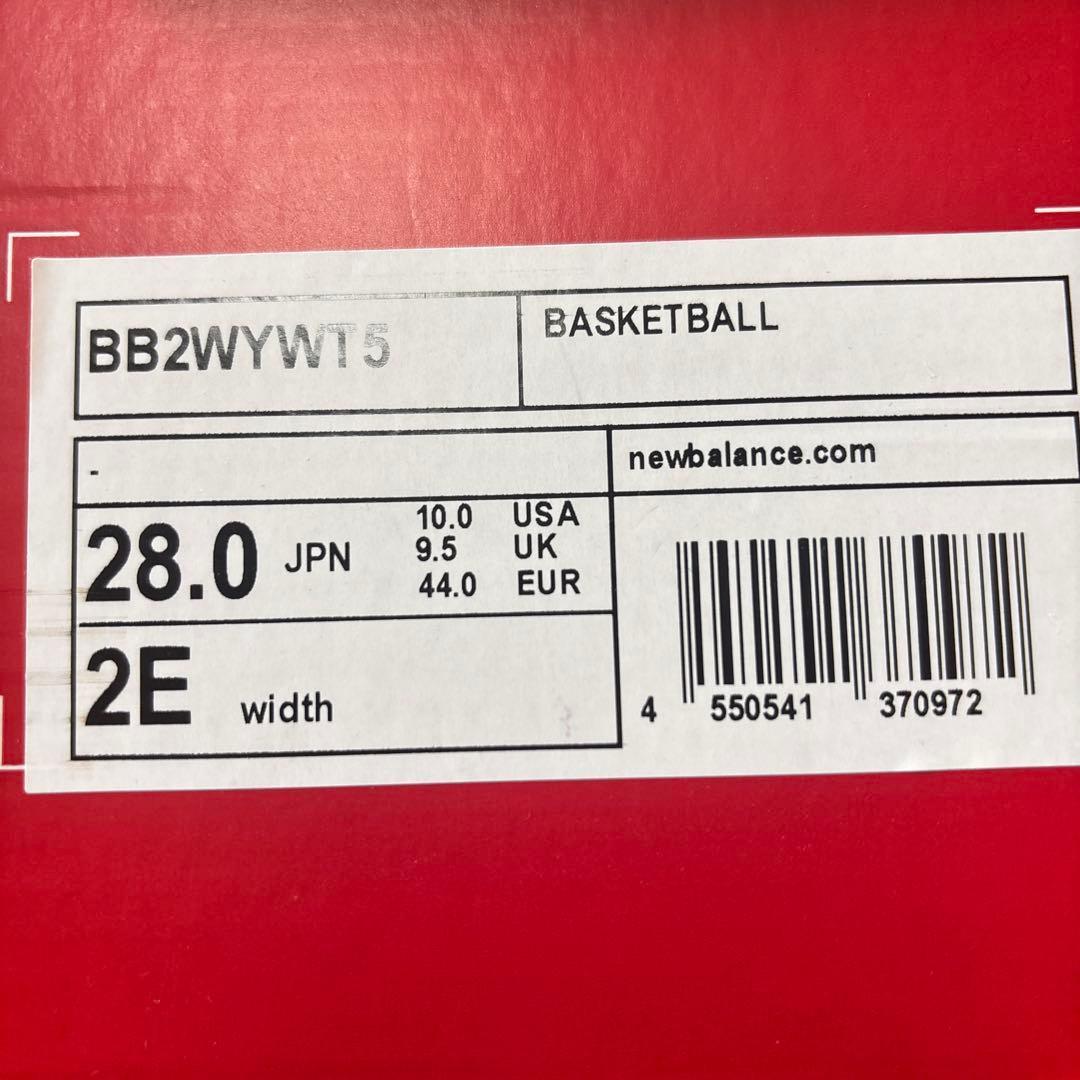 BB2WYWT5
BASKETBALL
-
newbalance.com
28.0 JPN
10.0 USA
9.5 UK
44.0 EUR
2E width
4 550541 370972